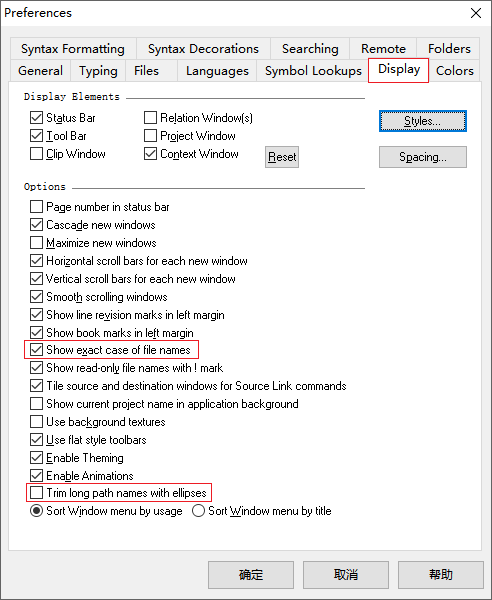 Preferences
Syntax Formatting Syntax Decorations Searching Remote Folders
General Typing Files Languages Symbol Lookups Display Colors
Display Elements
Status Bar Relation Window(s) Styles...
Tool Bar Project Window
Clip Window Context Window Reset Spacing...
Options
Page number in status bar
Cascade new windows
Maximize new windows
Horizontal scroll bars for each new window
Vertical scroll bars for each new window
Smooth scrolling windows
Show line revision marks in left margin
Show book marks in left margin
Show exact case of file names
Show read-only file names with ! mark
Tile source and destination windows for Source Link commands
Show current project name in application background
Use background textures
Use flat style toolbars
Enable Theming
Enable Animations
Trim long path names with ellipses
Sort Window menu by usage Sort Window menu by title
确定 取消 帮助